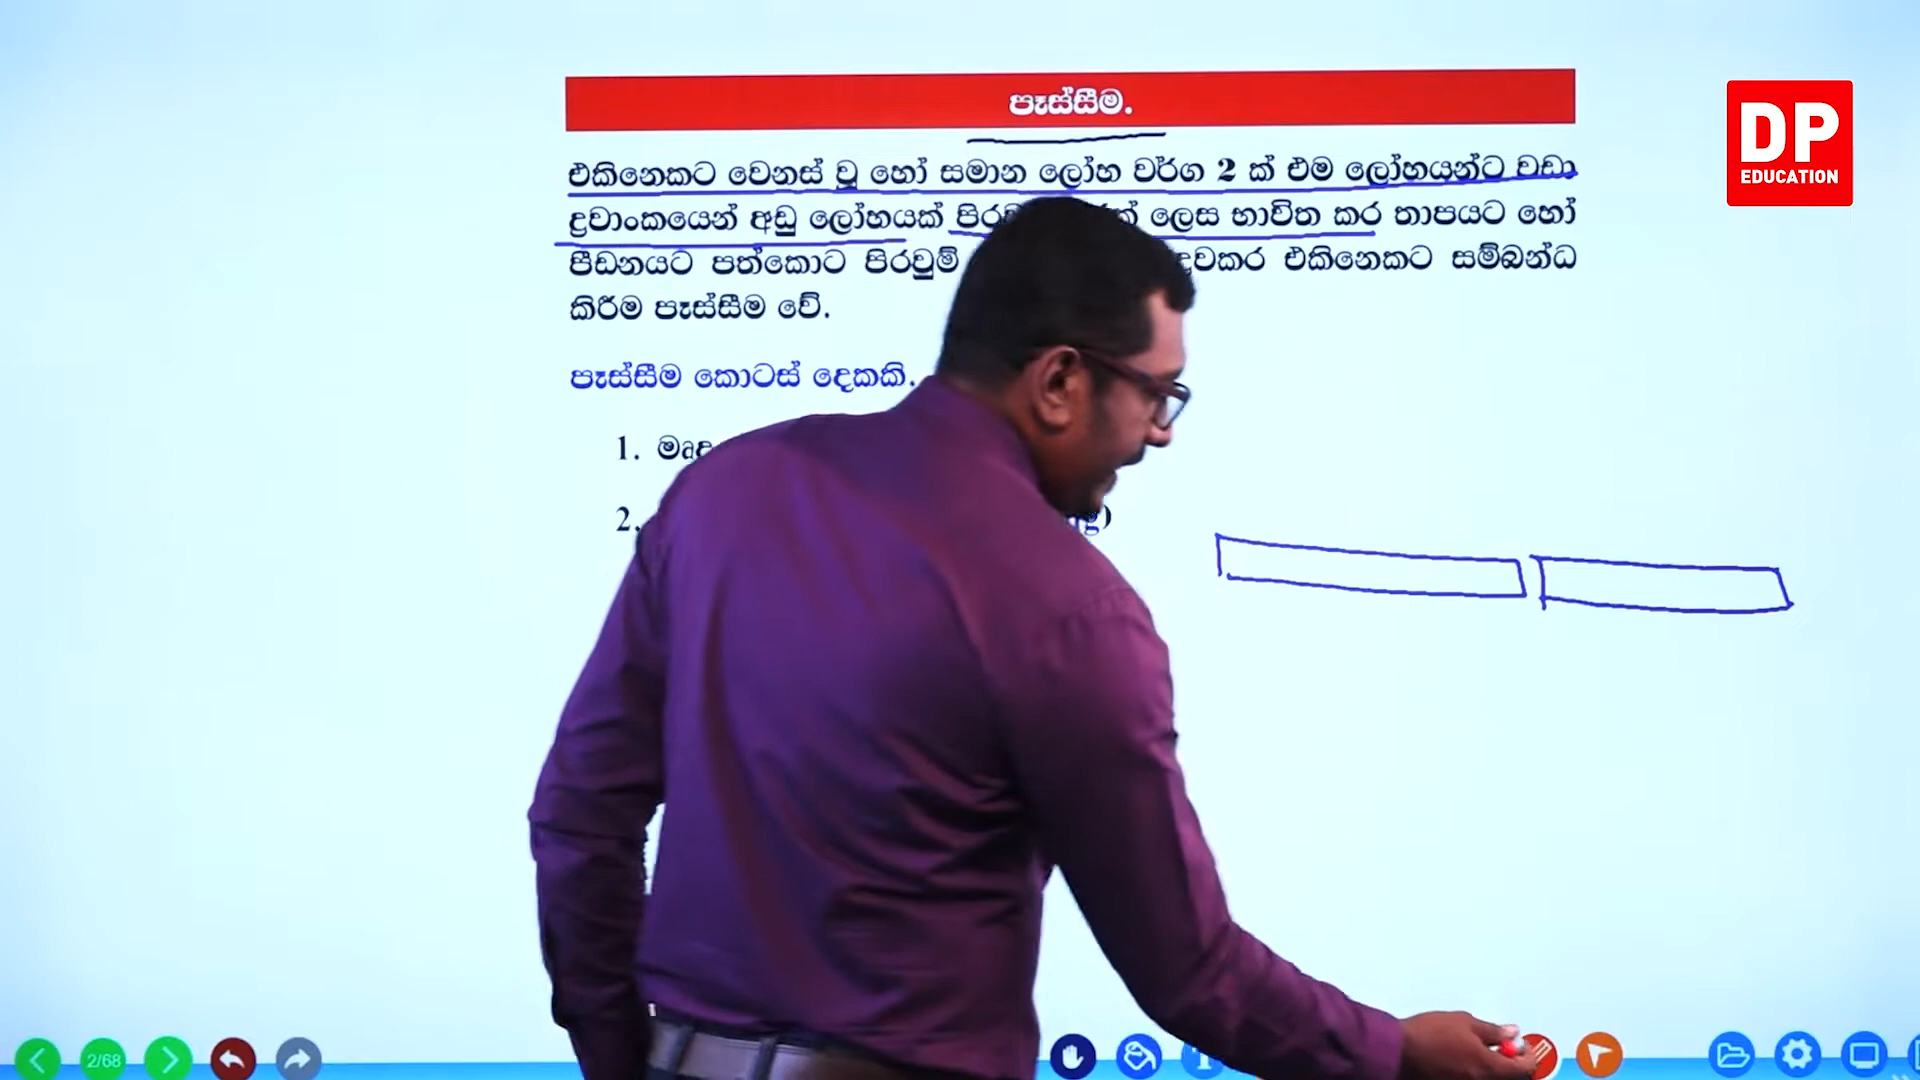 පෑස්සීම.
DP
EDUCATION
එකිනෙකට වෙනස් වූ හෝ සමාන ලෝහ වර්ග 2 ක් එම ලෝහයන්ට වඩා
ද්‍රවාංකයෙන් අඩු ලෝහයක් ලෙස භාවිත කර තාපයට හෝ
පීඩනයට පත්කොට පිරවුම් එකිනෙකට සම්බන්ධ
කිරීම පෑස්සීම වේ.
පෑස්සීම කොටස් දෙකකි.
1.
2.
2/68